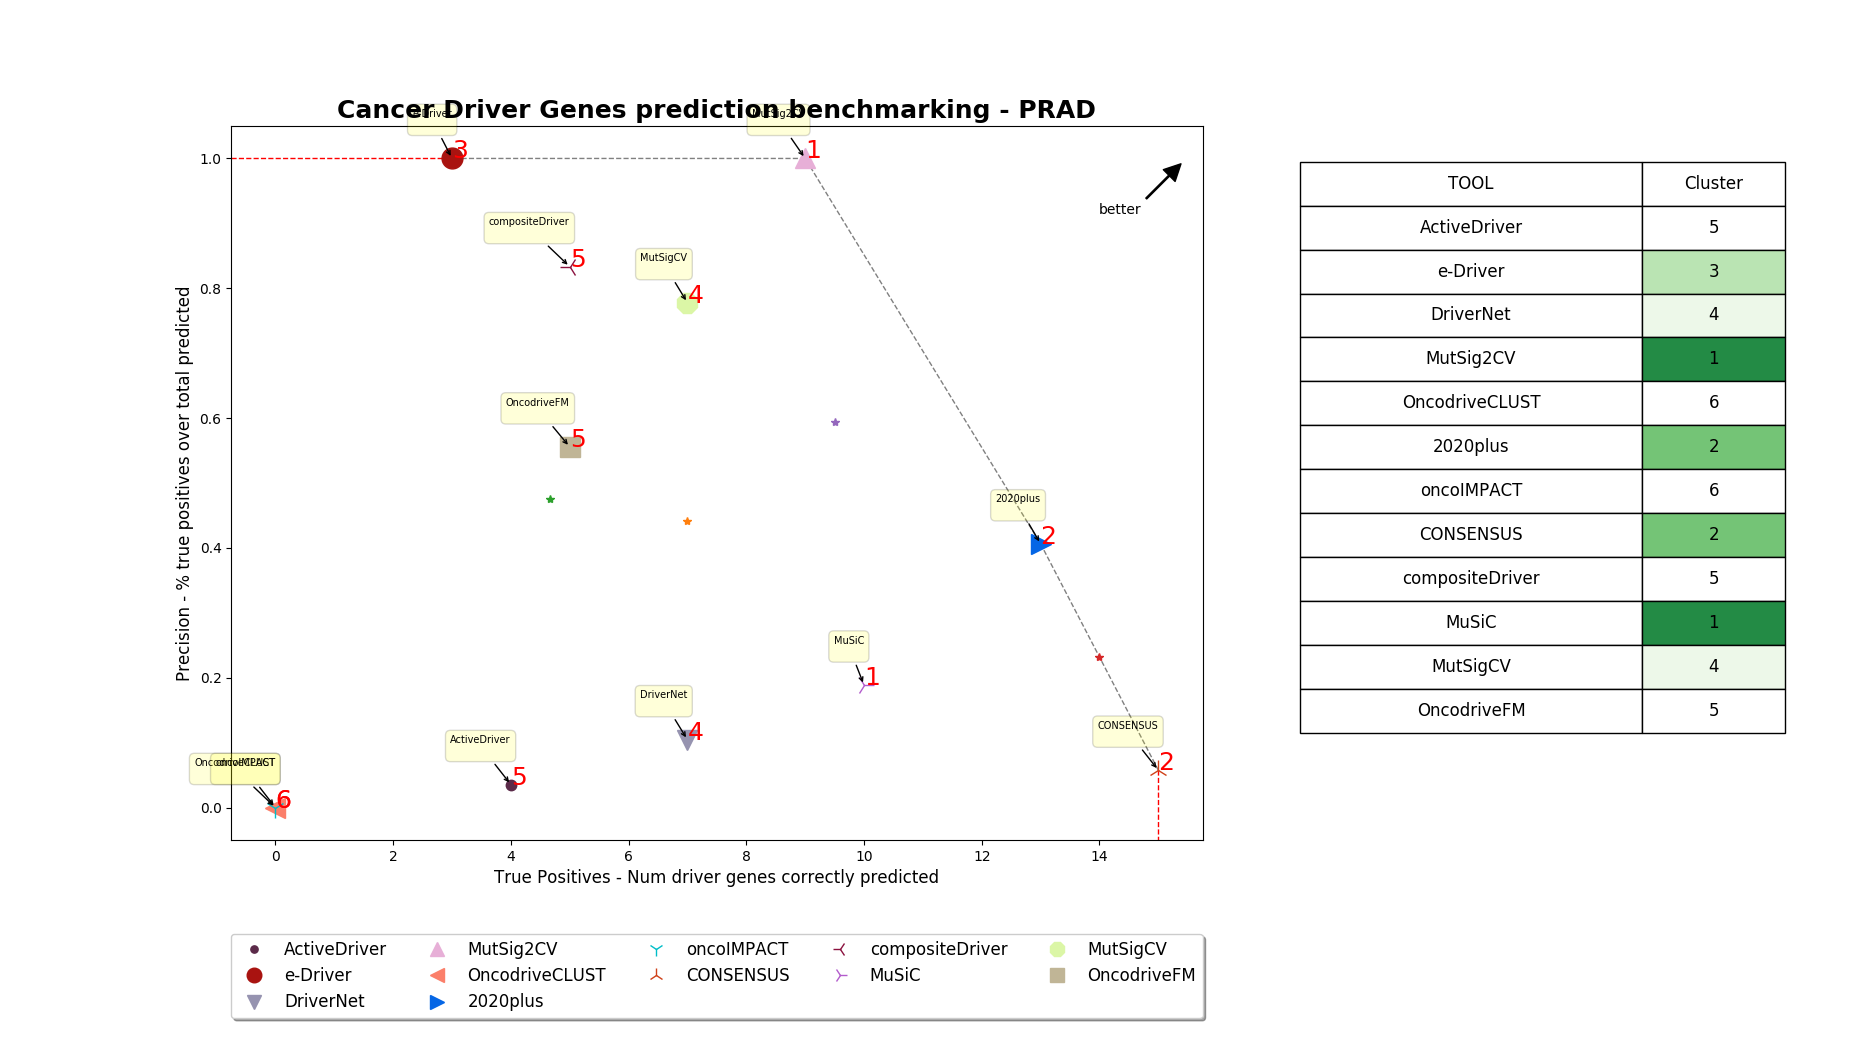 Cancer Driver Genes prediction benchmarking - PRAD
e-Driver
MutSig2CV
3
1
1.0
better
compositeDriver
5
MutSigCV
4
0.8
OncodriveFM
5
0.6
2020plus
2
0.4
MuSiC
1
0.2
DriverNet
4
CONSENSUS
2
ActiveDriver
5
OncodriveCLUST
oncoIMPACT
6
0.0
Precision - % true positives over total predicted
0 2 4 6 8 10 12 14
True Positives - Num driver genes correctly predicted
ActiveDriver MutSig2CV oncoIMPACT compositeDriver MutSigCV
e-Driver OncodriveCLUST CONSENSUS MuSiC OncodriveFM
DriverNet 2020plus
TOOL Cluster
ActiveDriver 5
e-Driver 3
DriverNet 4
MutSig2CV 1
OncodriveCLUST 6
2020plus 2
oncoIMPACT 6
CONSENSUS 2
compositeDriver 5
MuSiC 1
MutSigCV 4
OncodriveFM 5